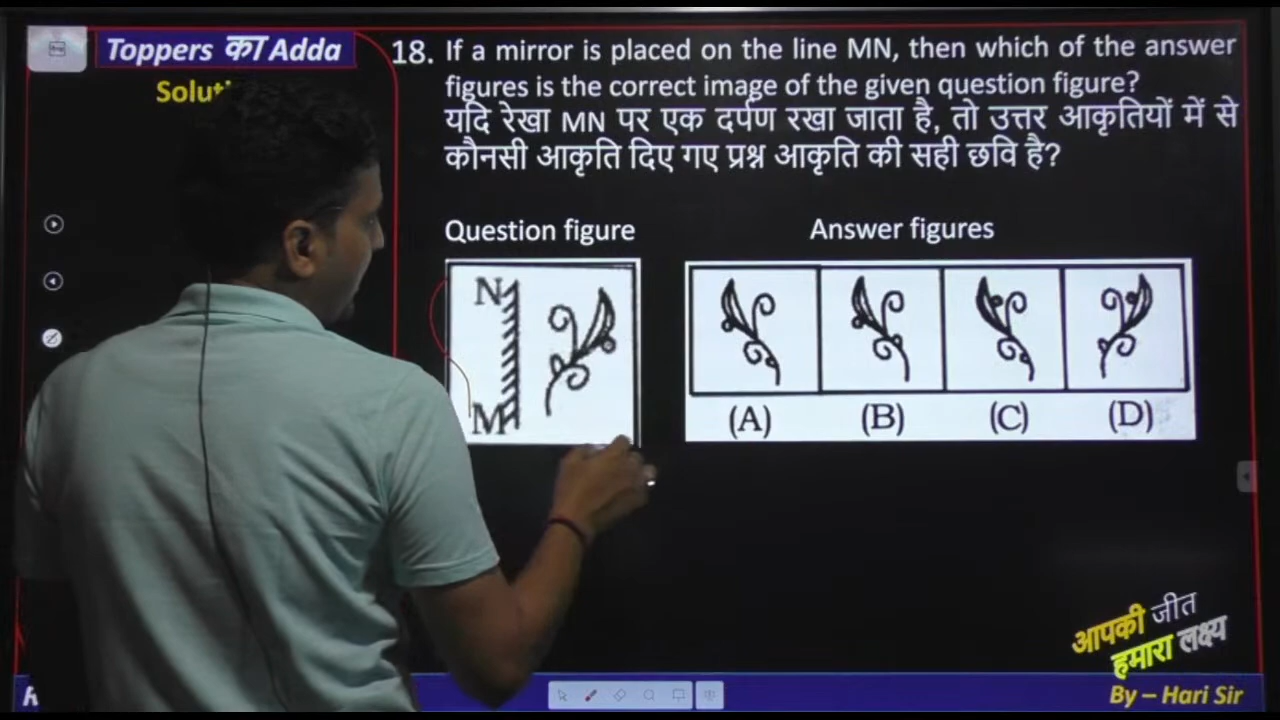 Toppers का Adda
18. If a mirror is placed on the line MN, then which of the answer
figures is the correct image of the given question figure?
यदि रेखा MN पर एक दर्पण रखा जाता है, तो उत्तर आकृतियों में से
कौनसी आकृति दिए गए प्रश्न आकृति की सही छवि है?
Question figure
Answer figures
N
M
(A) (B) (C) (D)
आपकी जीत
हमारा लक्ष्य
By – Hari Sir